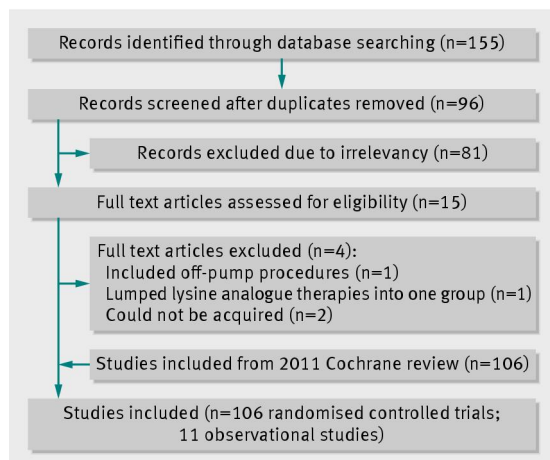 Records identified through database searching (n=155)
Records screened after duplicates removed (n=96)
Records excluded due to irrelevancy (n=81)
Full text articles assessed for eligibility (n=15)
Full text articles excluded (n=4):
Included off-pump procedures (n=1)
Lumped lysine analogue therapies into one group (n=1)
Could not be acquired (n=2)
Studies included from 2011 Cochrane review (n=106)
Studies included (n=106 randomised controlled trials;
11 observational studies)